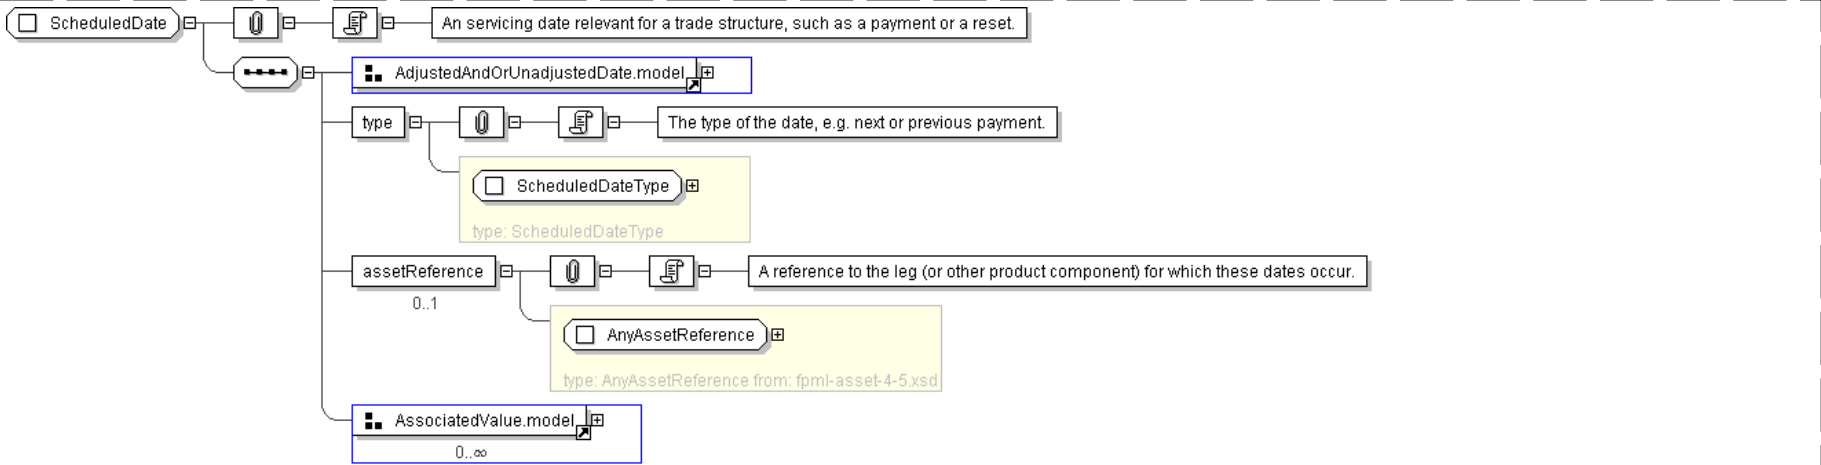 ScheduledDate
An servicing date relevant for a trade structure, such as a payment or a reset.
AdjustedAndOrUnadjustedDate.model
type
The type of the date, e.g. next or previous payment.
ScheduledDateType
type: ScheduledDateType
assetReference
A reference to the leg (or other product component) for which these dates occur.
0..1
AnyAssetReference
type: AnyAssetReference from: fpml-asset-4-5.xsd
AssociatedValue.model
0..∞